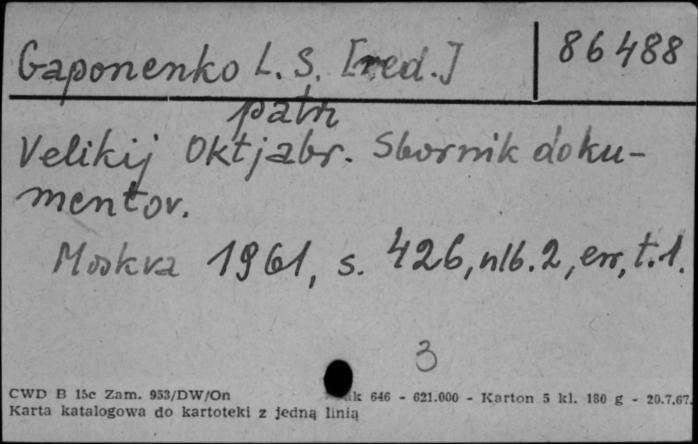 Gaponenko L. S. [red.]
86488
patrz
Velikij Oktjabr. Sbornik doku-
mentov.
Moskva 1961, s. 426, nlb. 2, err, t. 1.
3
CWD B 15c Zam. 953/DW/On
646 - 621.000 - Karton 5 kl. 180 g - 20.7.67.
Karta katalogowa do kartoteki z jedną linią